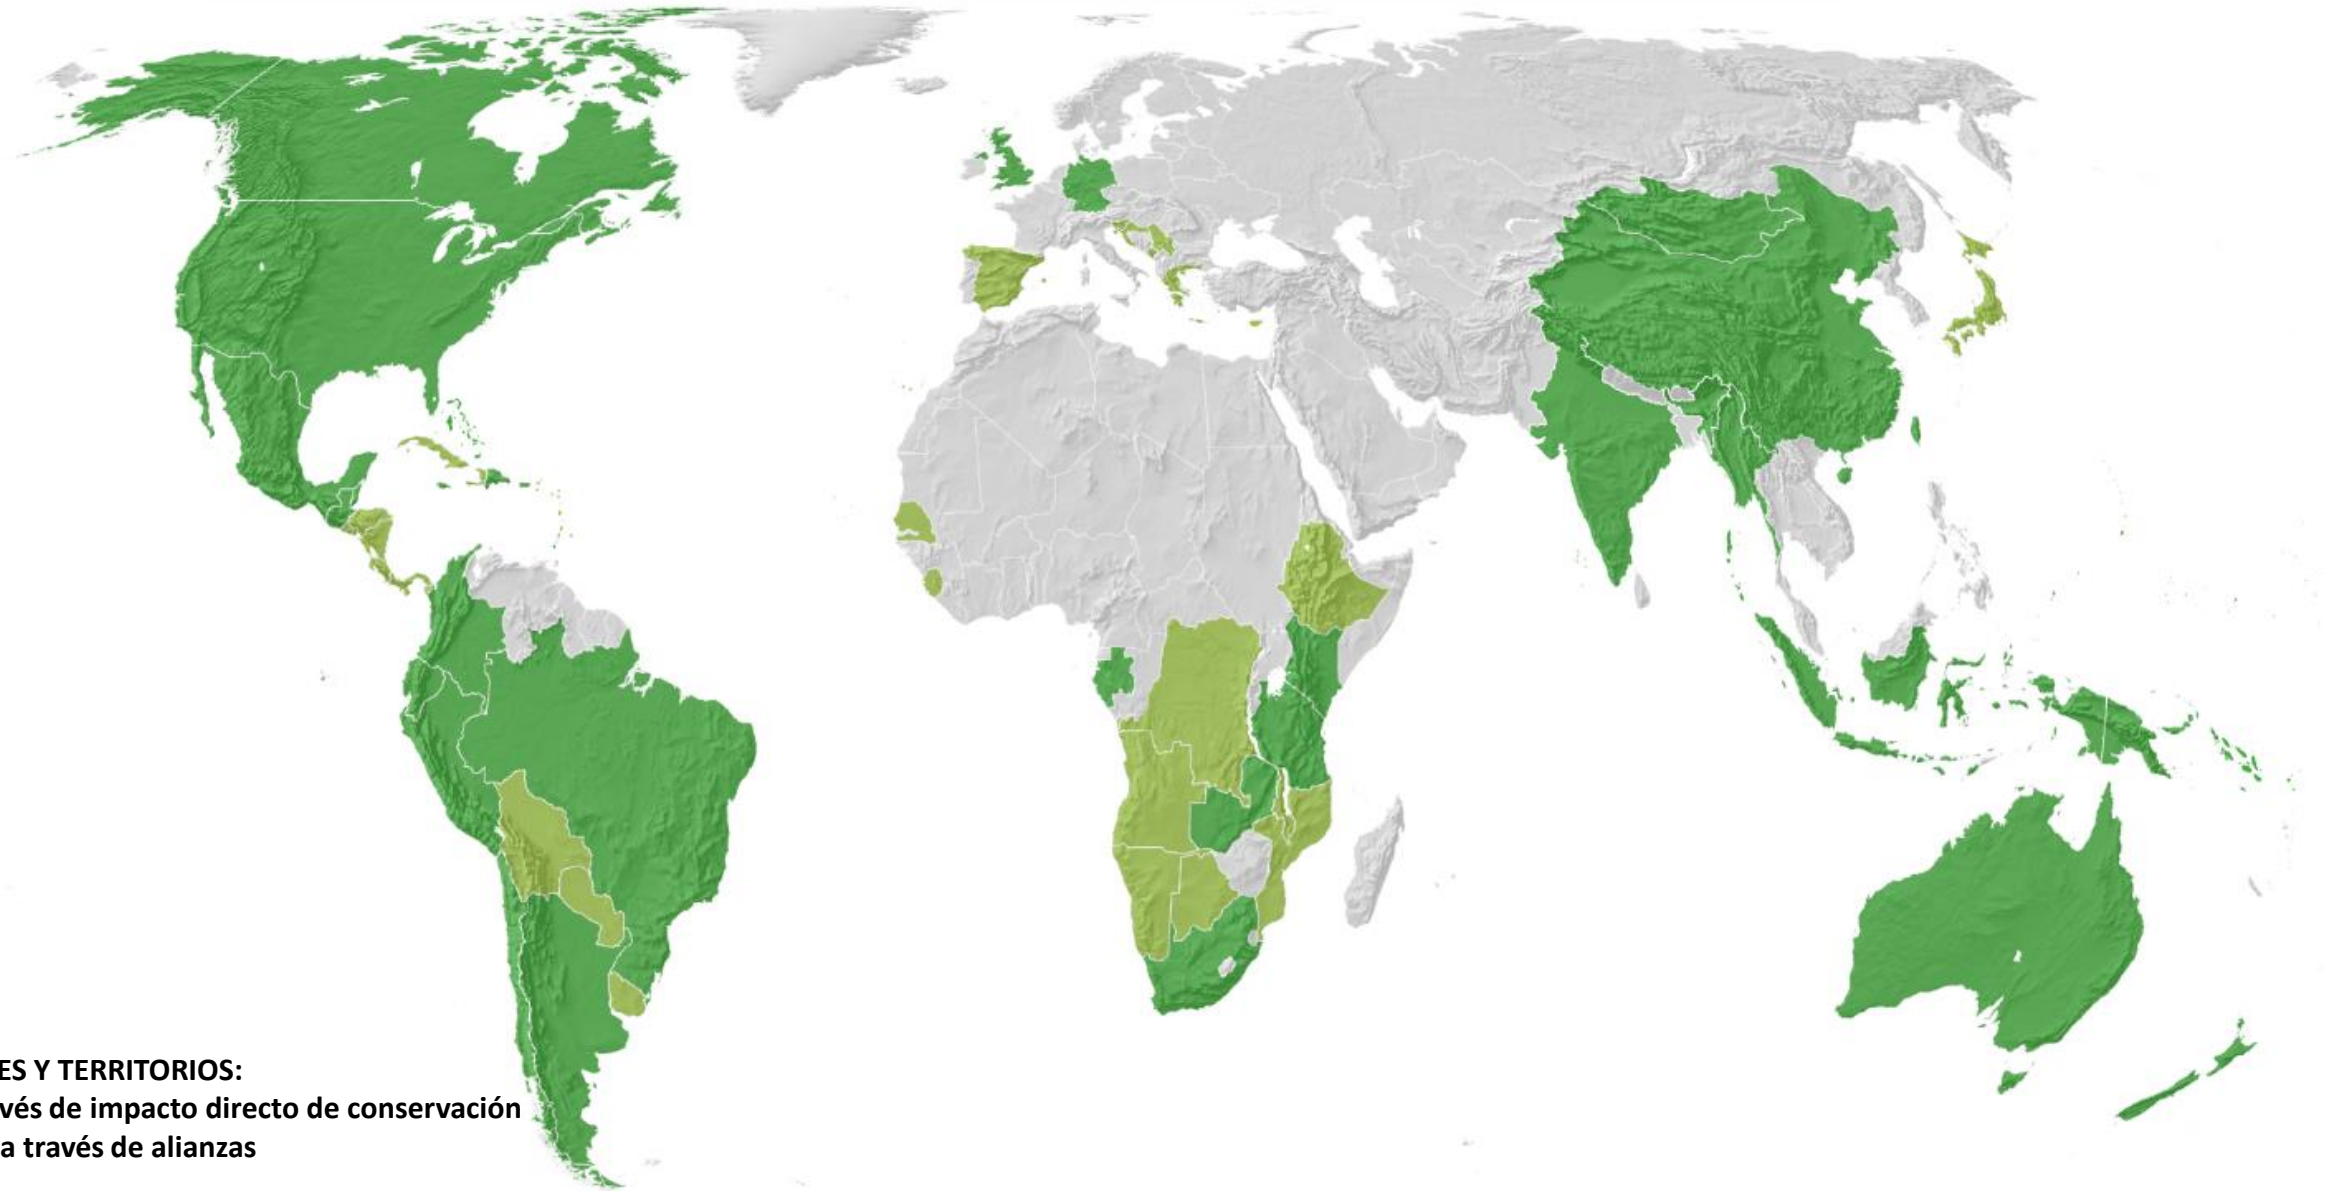 ES Y TERRITORIOS:
vés de impacto directo de conservación
a través de alianzas